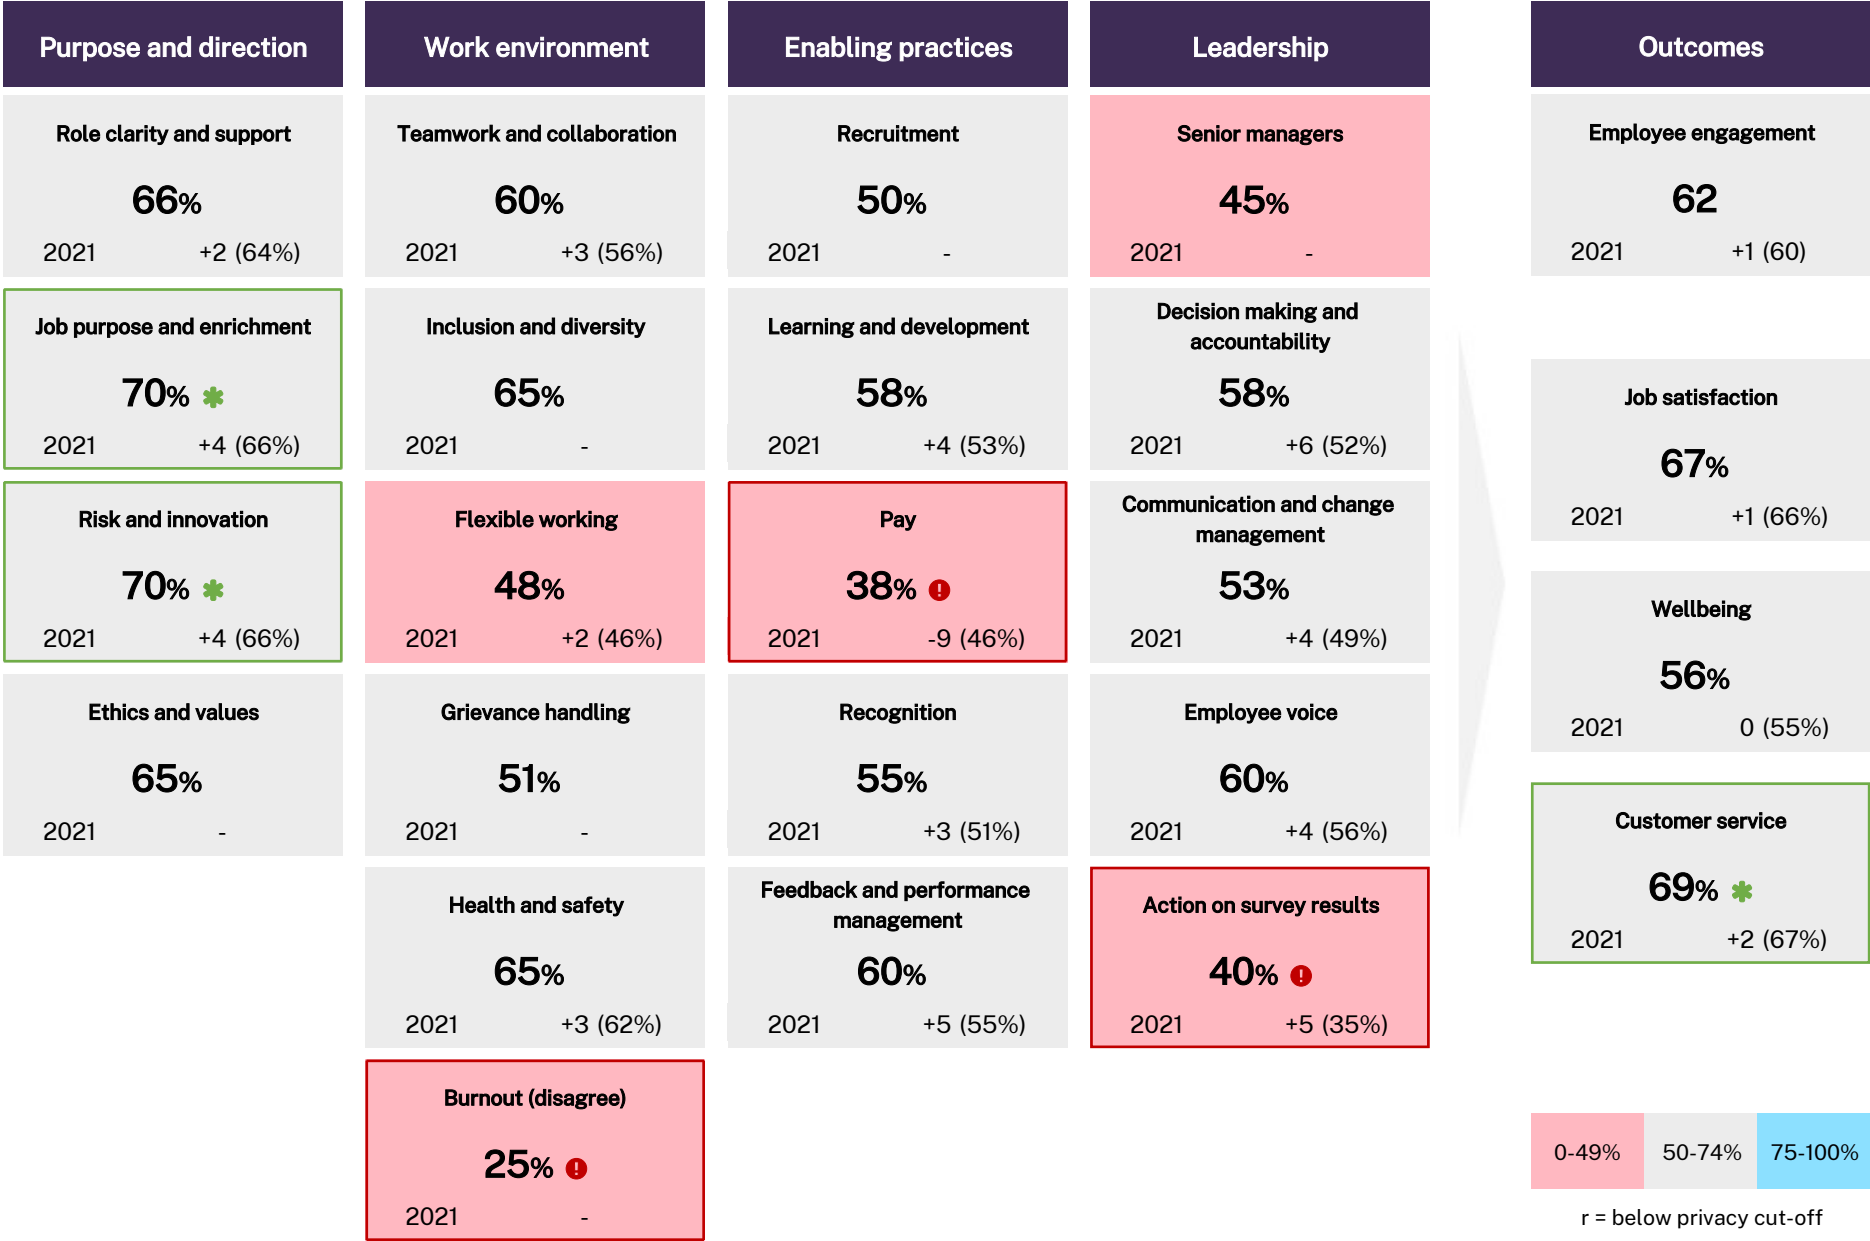 Purpose and direction
Role clarity and support
66%
2021 +2 (64%)
Job purpose and enrichment
70%
2021 +4 (66%)
Risk and innovation
70%
2021 +4 (66%)
Ethics and values
65%
2021 -
Work environment
Teamwork and collaboration
60%
2021 +3 (56%)
Inclusion and diversity
65%
2021 -
Flexible working
48%
2021 +2 (46%)
Grievance handling
51%
2021 -
Health and safety
65%
2021 +3 (62%)
Burnout (disagree)
25%
2021 -
Enabling practices
Recruitment
50%
2021 -
Learning and development
58%
2021 +4 (53%)
Pay
38%
2021 -9 (46%)
Recognition
55%
2021 +3 (51%)
Feedback and performance
management
60%
2021 +5 (55%)
Leadership
Senior managers
45%
2021 -
Decision making and
accountability
58%
2021 +6 (52%)
Communication and change
management
53%
2021 +4 (49%)
Employee voice
60%
2021 +4 (56%)
Action on survey results
40%
2021 +5 (35%)
Outcomes
Employee engagement
62
2021 +1 (60)
Job satisfaction
67%
2021 +1 (66%)
Wellbeing
56%
2021 0 (55%)
Customer service
69%
2021 +2 (67%)
0-49% 50-74% 75-100%
r = below privacy cut-off